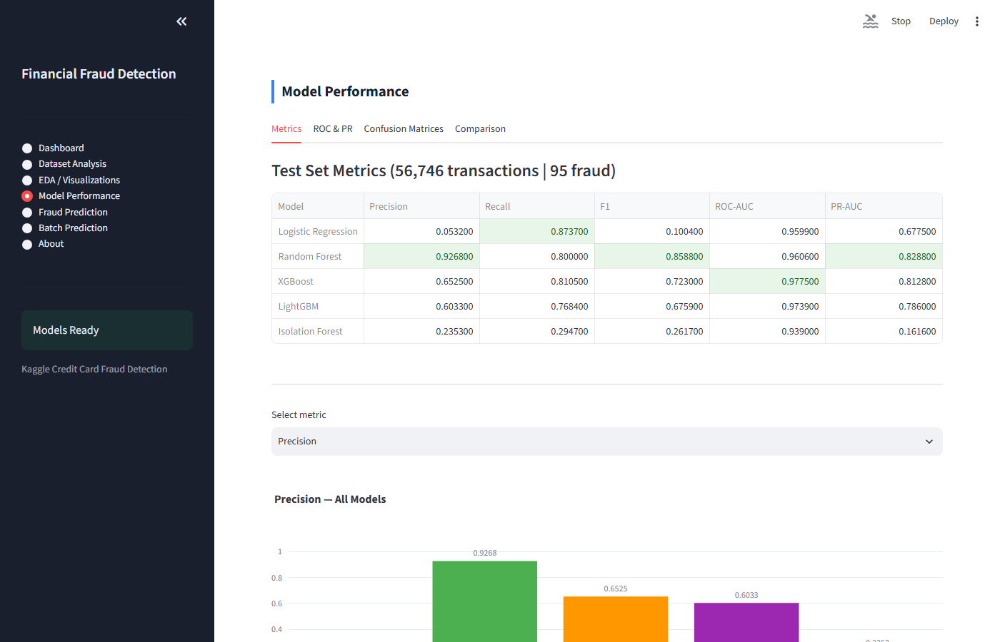 Stop Deploy
Financial Fraud Detection
Dashboard
Dataset Analysis
EDA / Visualizations
Model Performance
Fraud Prediction
Batch Prediction
About
Models Ready
Kaggle Credit Card Fraud Detection
Model Performance
Metrics ROC & PR Confusion Matrices Comparison
Test Set Metrics (56,746 transactions | 95 fraud)
Model Precision Recall F1 ROC-AUC PR-AUC
Logistic Regression 0.053200 0.873700 0.100400 0.959900 0.677500
Random Forest 0.926800 0.800000 0.858800 0.960600 0.828800
XGBoost 0.652500 0.810500 0.723000 0.977500 0.812800
LightGBM 0.603300 0.768400 0.675900 0.973900 0.786000
Isolation Forest 0.235300 0.294700 0.261700 0.939000 0.161600
Select metric
Precision
Precision — All Models
1
0.9268
0.8
0.6525
0.6033
0.6
0.4